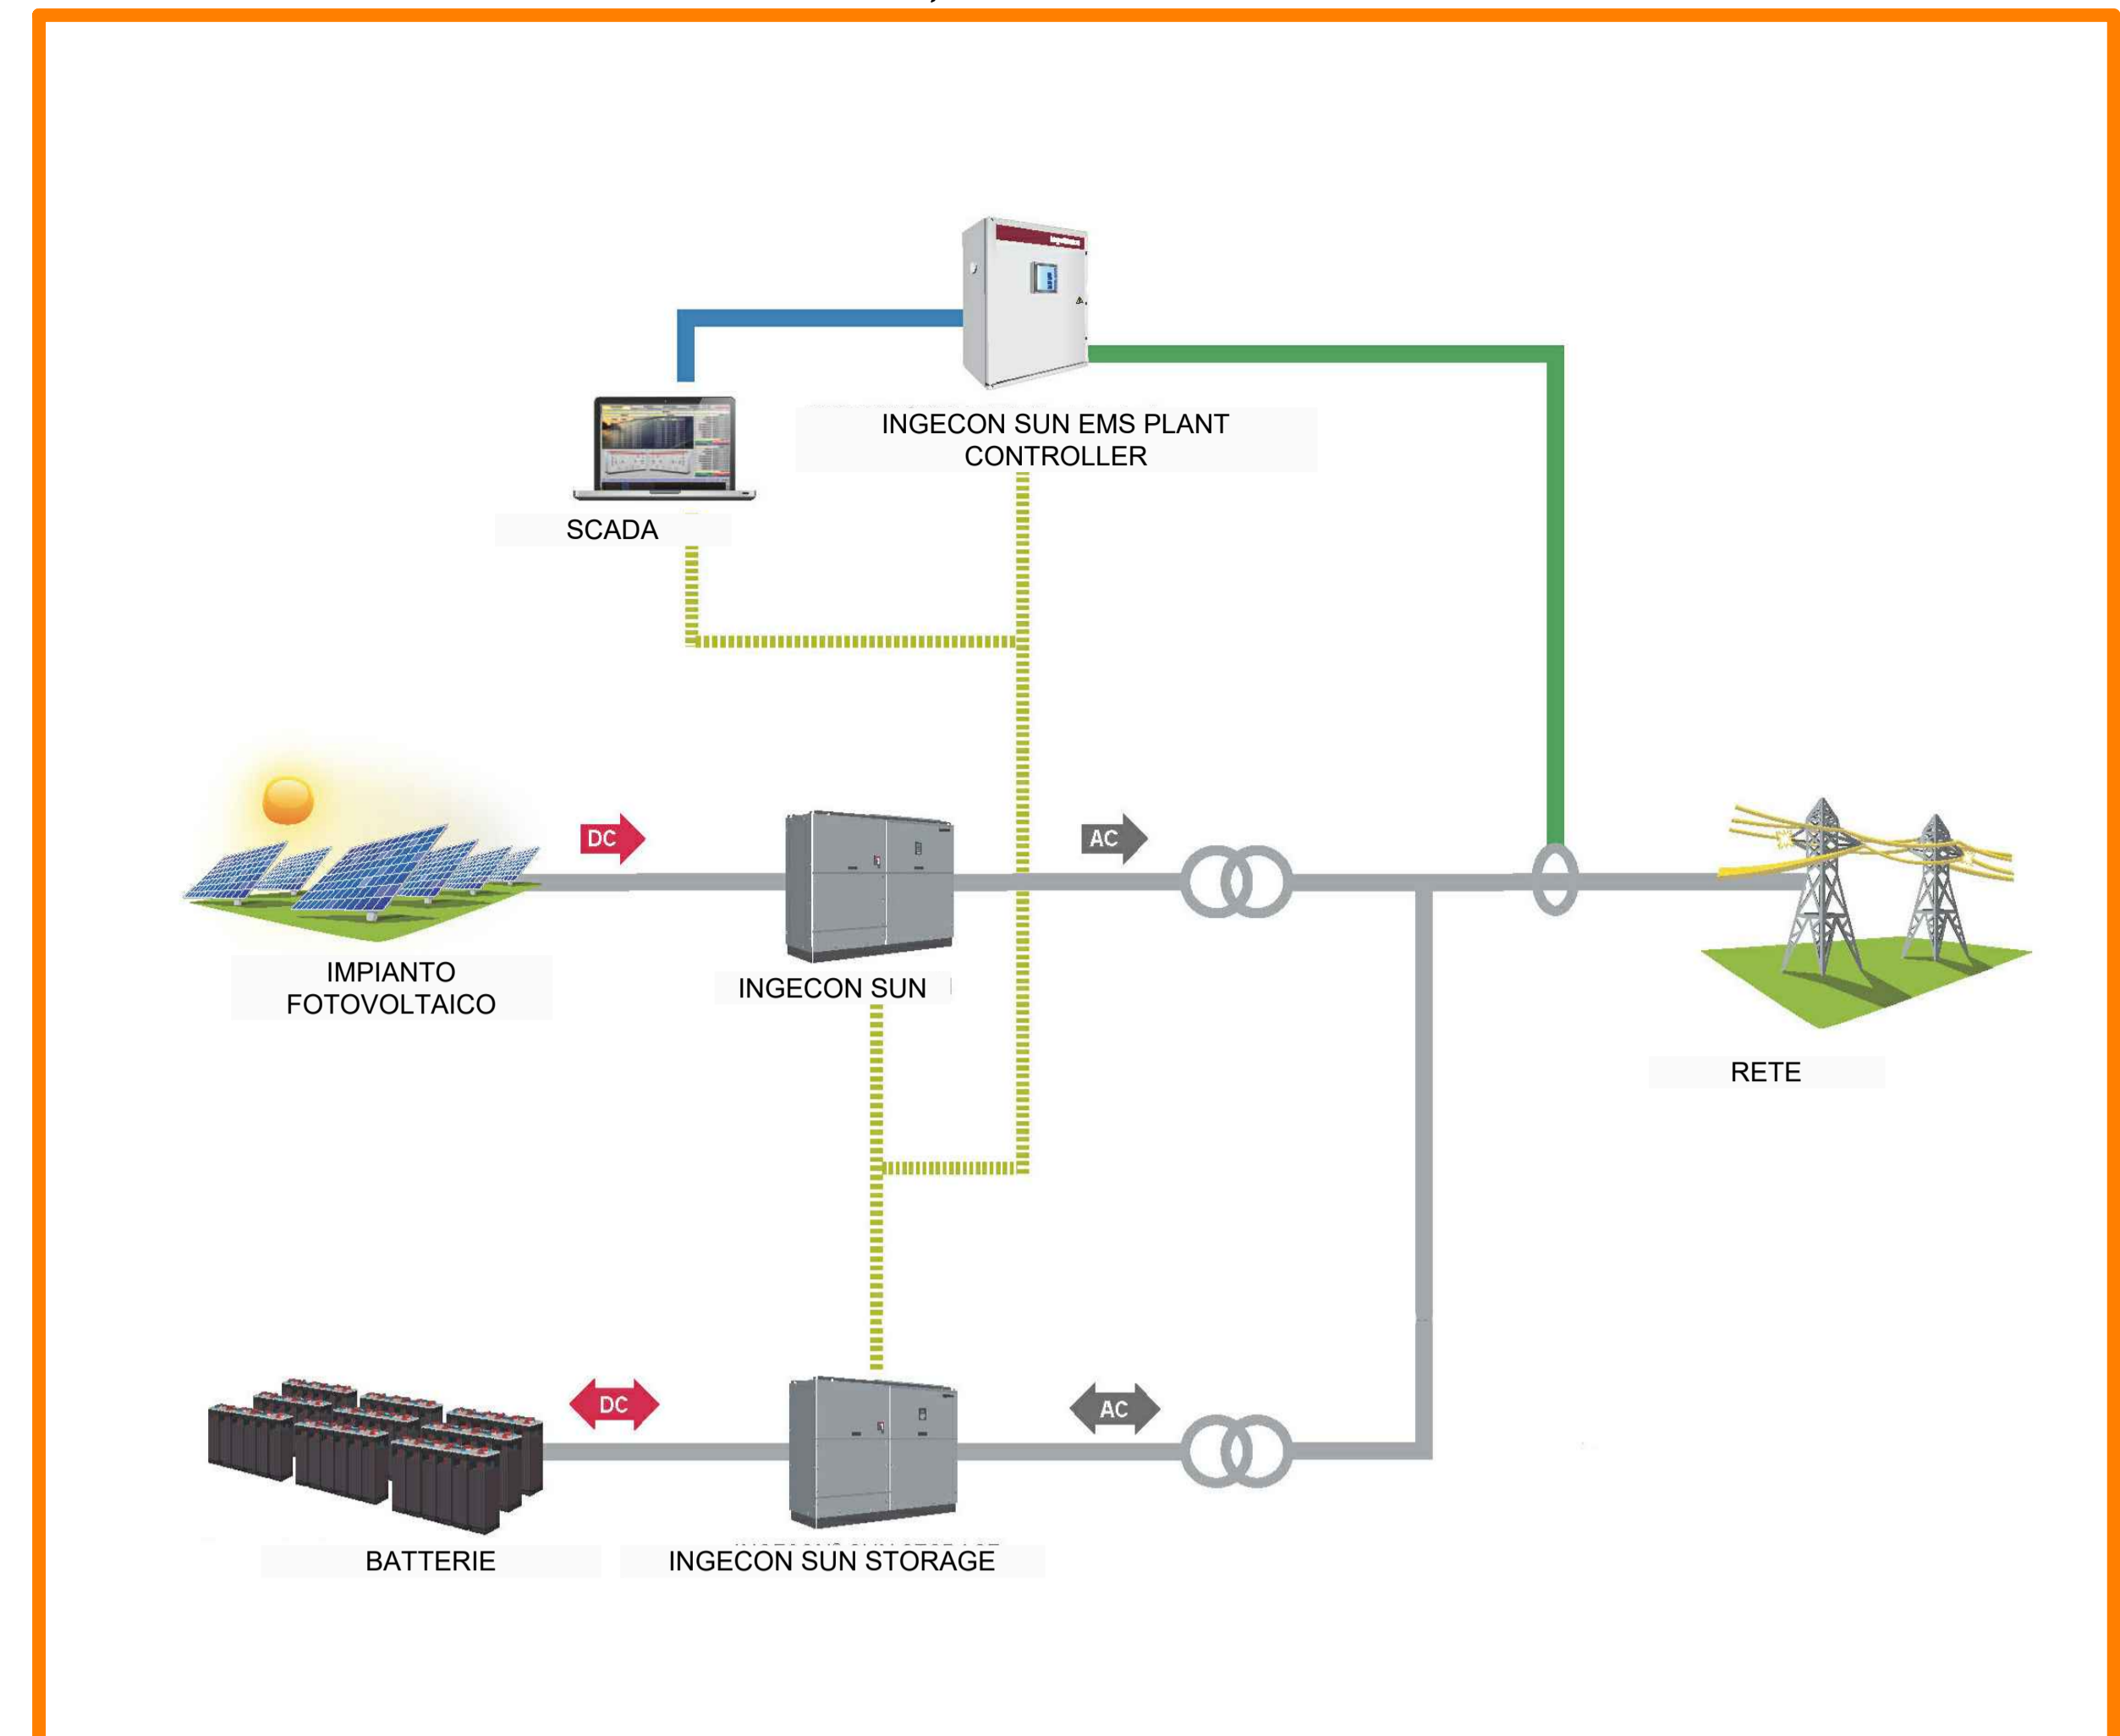 INGECON SUN EMS PLANT
CONTROLLER
SCADA
DC
AC
IMPIANTO
FOTOVOLTAICO
INGECON SUN
RETE
DC
AC
BATTERIE
INGECON SUN STORAGE